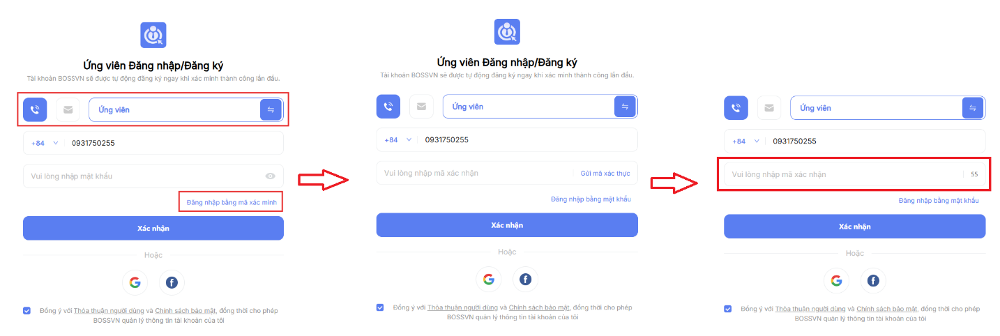 Ứng viên Đăng nhập/Đăng ký
Tài khoản BOSSVN sẽ được tự động đăng ký ngay khi xác minh thành công lần đầu.
Ứng viên
+84 0931750255
Vui lòng nhập mật khẩu
Đăng nhập bằng mã xác minh
Xác nhận
Hoặc
Đồng ý với Thỏa thuận người dùng và Chính sách bảo mật, đồng thời cho phép
BOSSVN quản lý thông tin tài khoản của tôi
Ứng viên Đăng nhập/Đăng ký
Tài khoản BOSSVN sẽ được tự động đăng ký ngay khi xác minh thành công lần đầu.
Ứng viên
+84 0931750255
Vui lòng nhập mã xác nhận Gửi mã xác thực
Đăng nhập bằng mật khẩu
Xác nhận
Hoặc
Đồng ý với Thỏa thuận người dùng và Chính sách bảo mật, đồng thời cho phép
BOSSVN quản lý thông tin tài khoản của tôi
Ứng viên
+84 0931750255
Vui lòng nhập mã xác nhận 55
Đăng nhập bằng mật khẩu
Xác nhận
Hoặc
Đồng ý với Thỏa thuận người dùng và Chính sách bảo mật, đồng thời cho phép
BOSSVN quản lý thông tin tài khoản của tôi